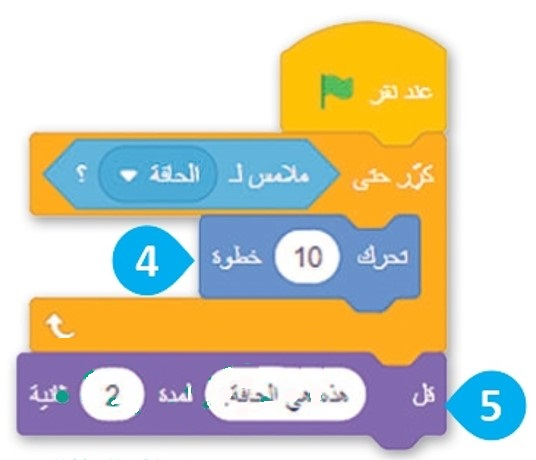 عند نقر
كرّر حتى ملامس لـ الحافة ؟
تحرك 10 خطوة
4
قل هذه هي الحافة. لمدة 2 ثانية
5